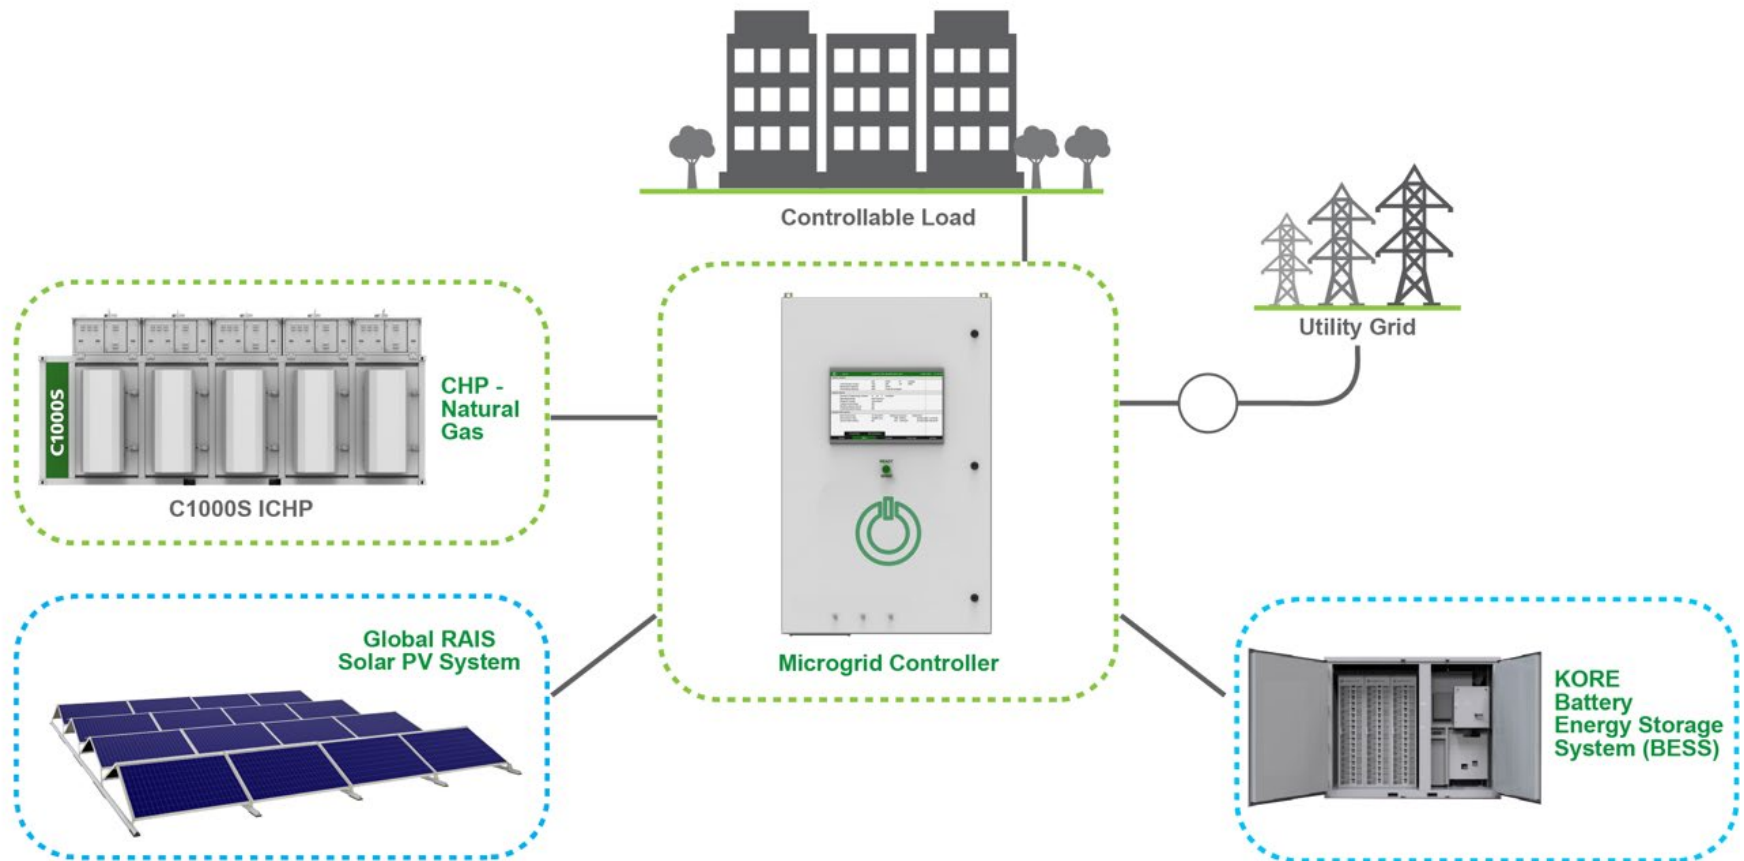 Controllable Load
Utility Grid
C1000S
CHP -
Natural
Gas
C1000S ICHP
Microgrid Controller
Global RAIS
Solar PV System
KORE
Battery
Energy Storage
System (BESS)